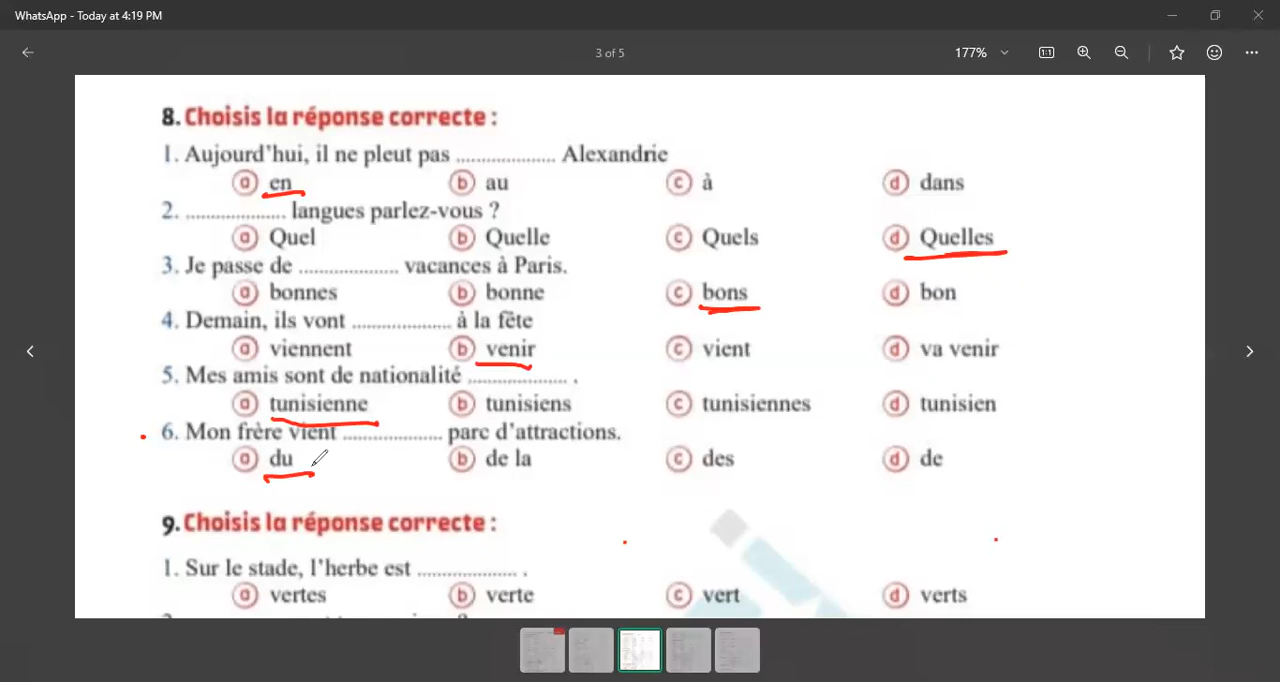 WhatsApp - Today at 4:19 PM
3 of 5
177%
8. Choisis la réponse correcte :
1. Aujourd'hui, il ne pleut pas .................. Alexandrie
a en b au c à d dans
2. .................. langues parlez-vous ?
a Quel b Quelle c Quels d Quelles
3. Je passe de .................. vacances à Paris.
a bonnes b bonne c bons d bon
4. Demain, ils vont .................. à la fête
a viennent b venir c vient d va venir
5. Mes amis sont de nationalité .................. .
a tunisienne b tunisiens c tunisiennes d tunisien
6. Mon frère vient .................. parc d'attractions.
a du b de la c des d de
9. Choisis la réponse correcte :
1. Sur le stade, l'herbe est .................. .
a vertes b verte c vert d verts